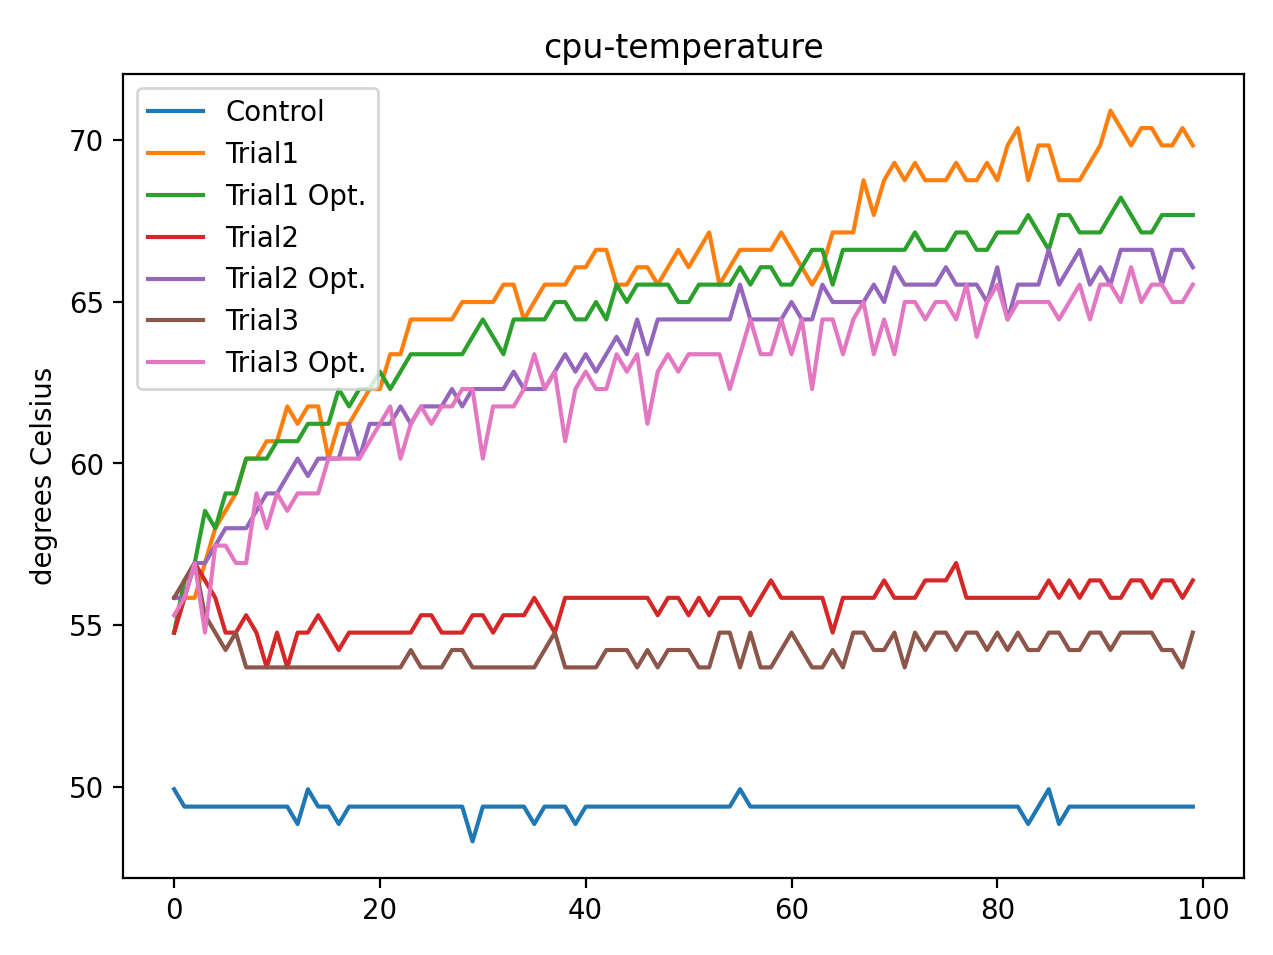 cpu-temperature
degrees Celsius
70
65
60
55
50
Control
Trial1
Trial1 Opt.
Trial2
Trial2 Opt.
Trial3
Trial3 Opt.
0 20 40 60 80 100